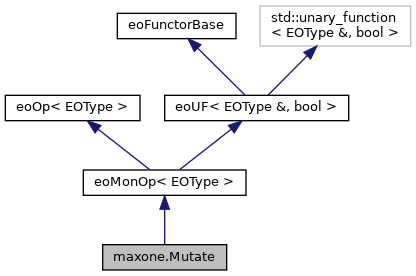 eoFunctorBase
std::unary_function
< EOType &, bool >
eoOp< EOType >
eoUF< EOType &, bool >
eoMonOp< EOType >
maxone.Mutate